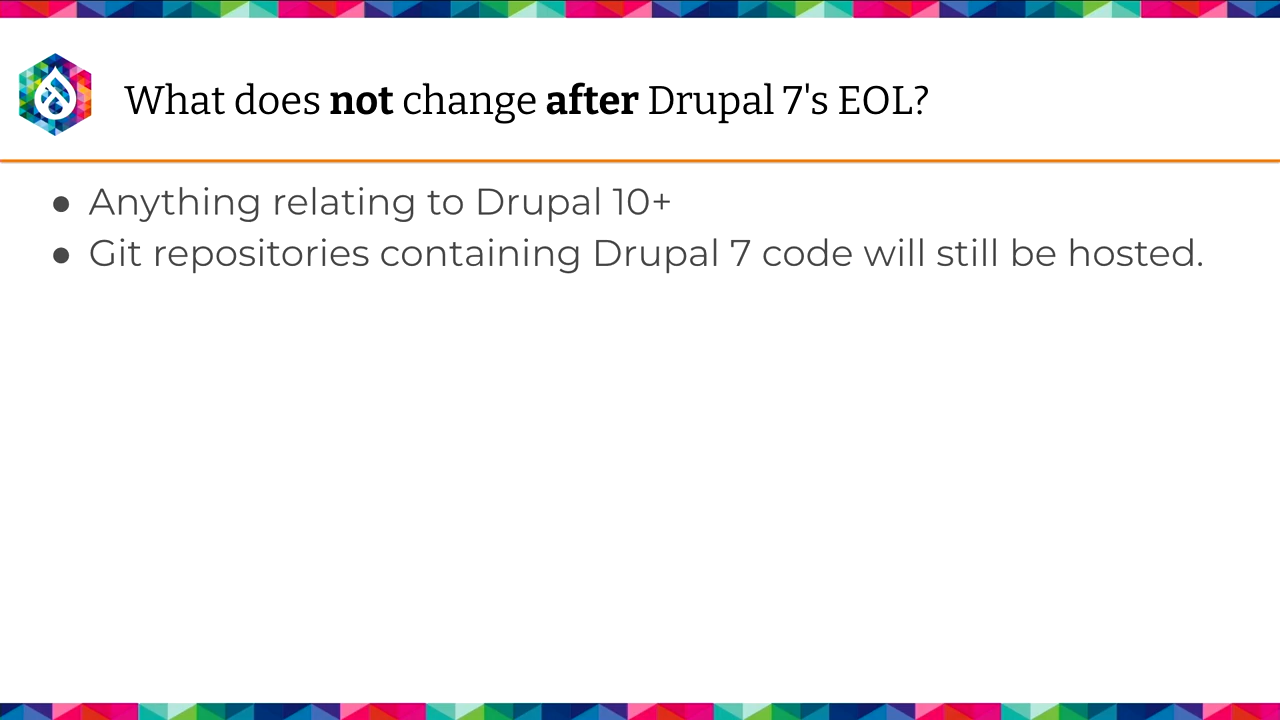 What does not change after Drupal 7's EOL?
● Anything relating to Drupal 10+
● Git repositories containing Drupal 7 code will still be hosted.